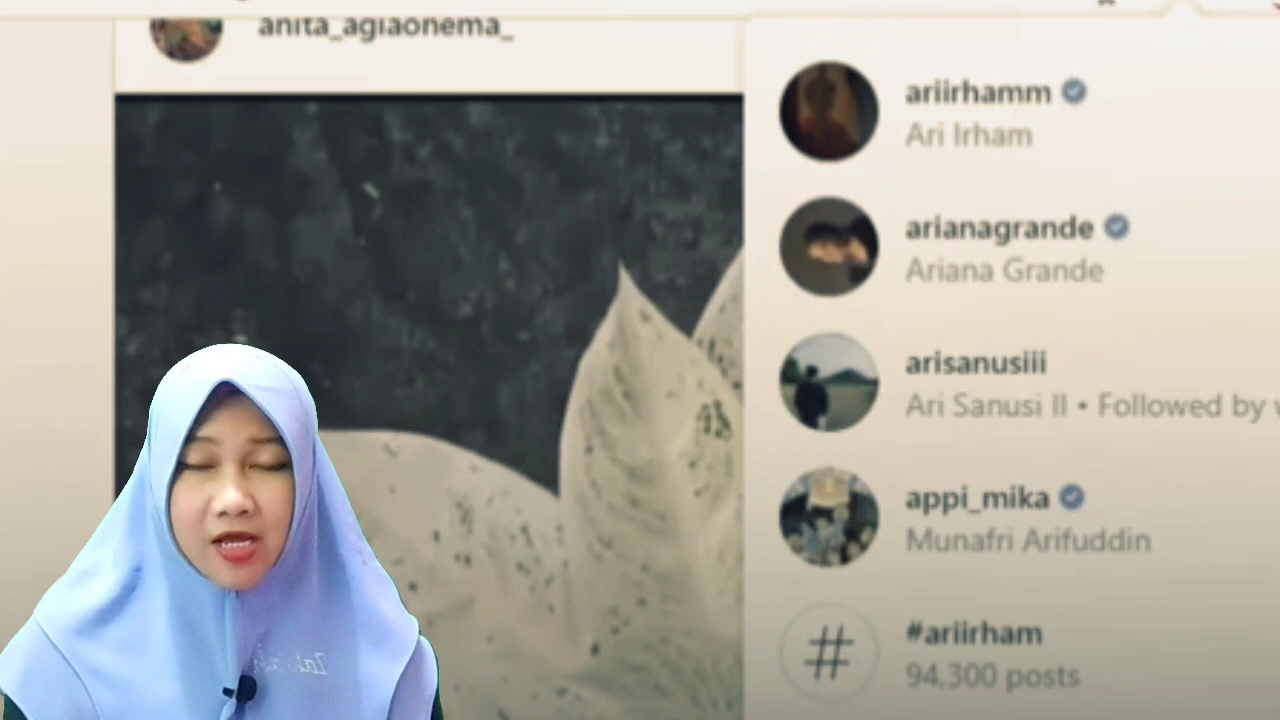 anita_aglaonema_
ariirhamm
Ari Irham
arianagrande
Ariana Grande
arisanusiii
Ari Sanusi II • Followed by
appi_mika
Munafri Arifuddin
#ariirham
94,300 posts